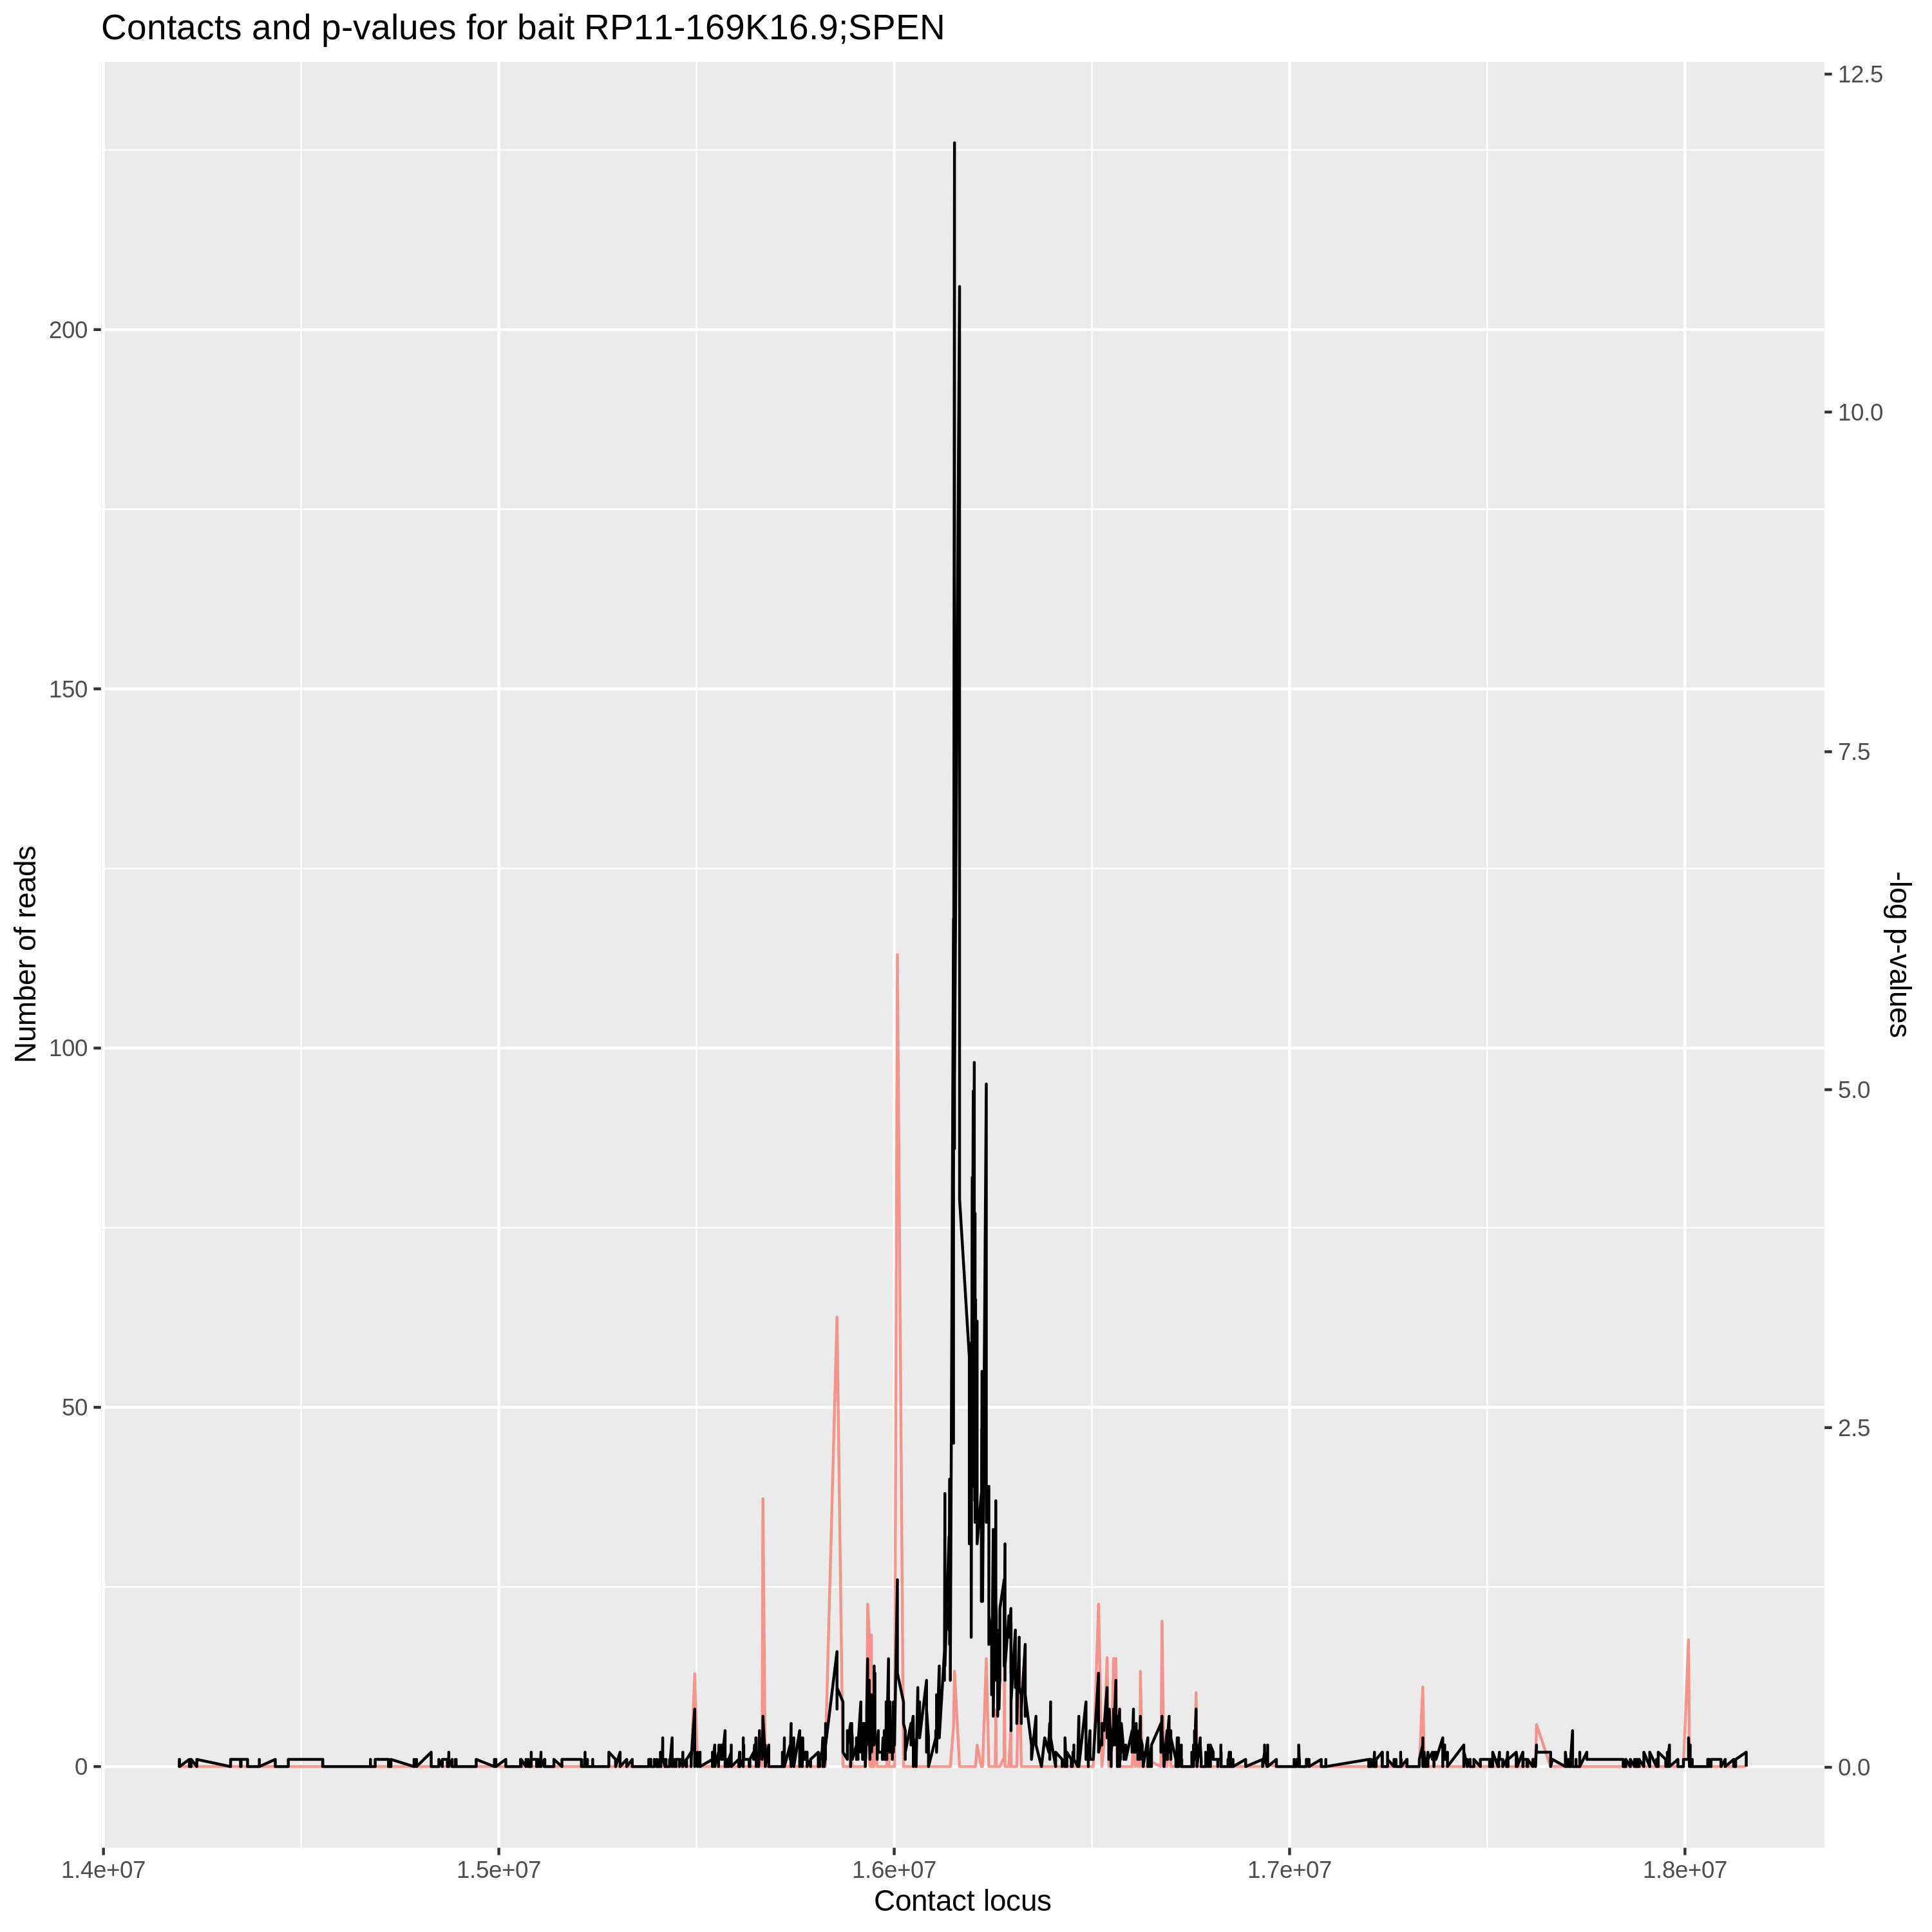 Contacts and p-values for bait RP11-169K16.9;SPEN
12.5
10.0
7.5
5.0
2.5
0.0
-log p-values
200
150
100
50
0
Number of reads
1.4e+07
1.5e+07
1.6e+07
1.7e+07
1.8e+07
Contact locus